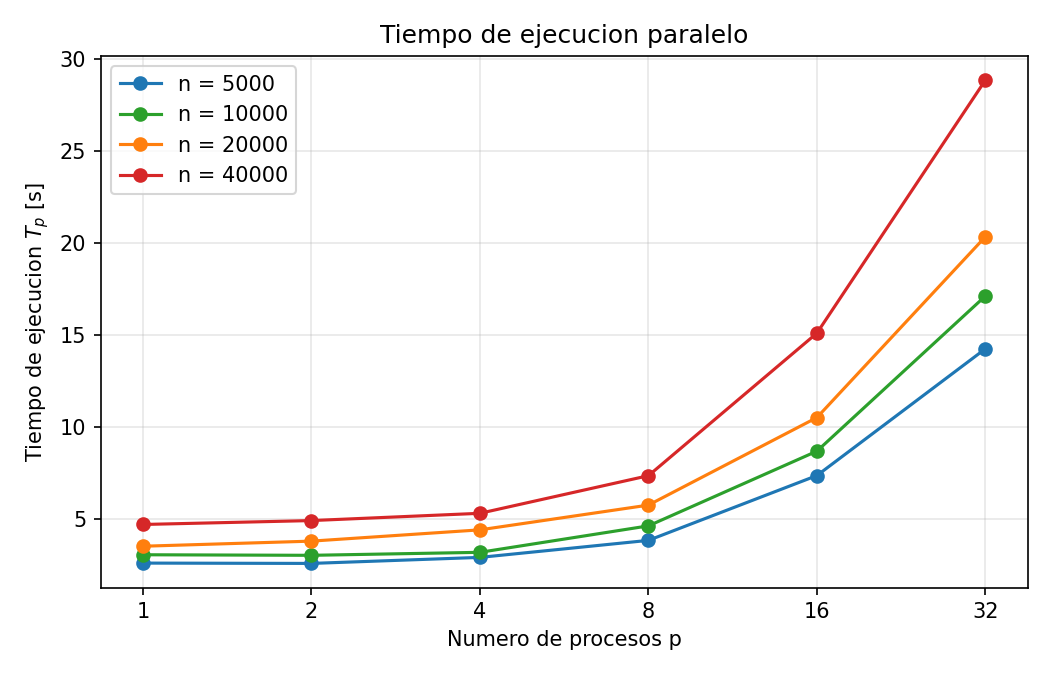 Tiempo de ejecucion paralelo
n = 5000
n = 10000
n = 20000
n = 40000
Tiempo de ejecucion Tₚ [s]
30
25
20
15
10
5
1 2 4 8 16 32
Numero de procesos p